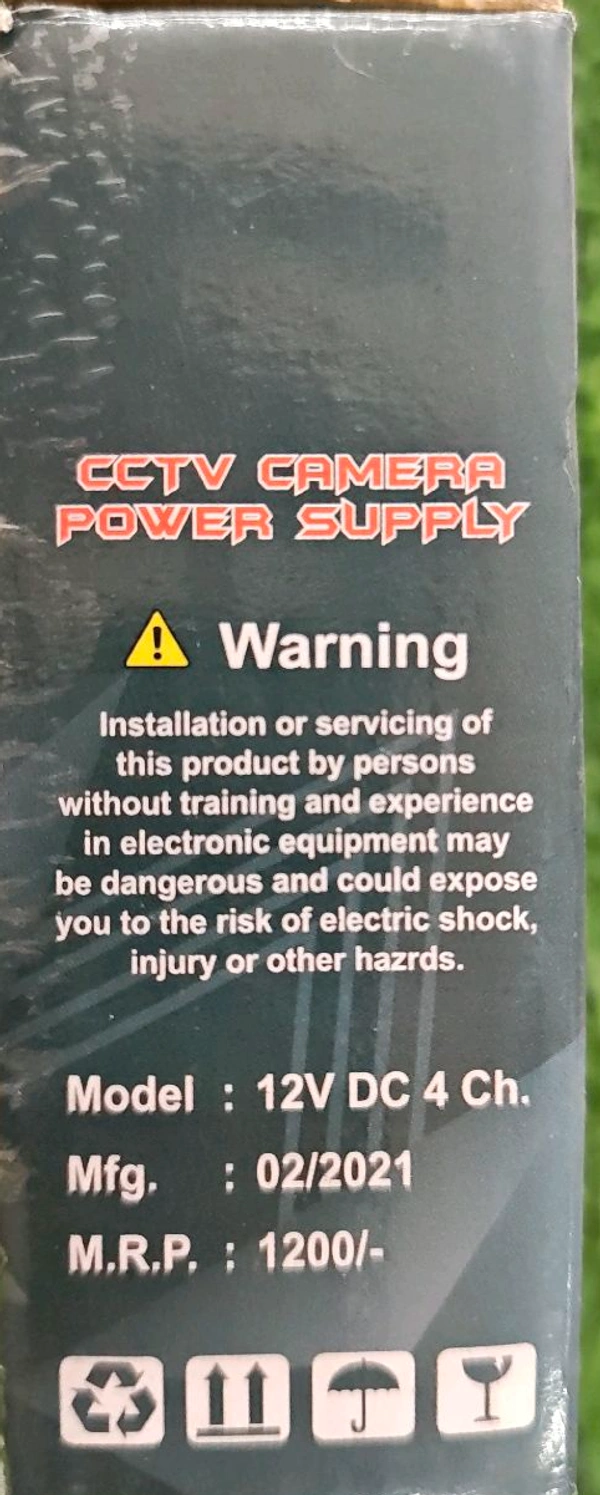 CCTV CAMERA
POWER SUPPLY
Warning
Installation or servicing of
this product by persons
without training and experience
in electronic equipment may
be dangerous and could expose
you to the risk of electric shock,
injury or other hazrds.
Model : 12V DC 4 Ch.
Mfg. : 02/2021
M.R.P. : 1200/-